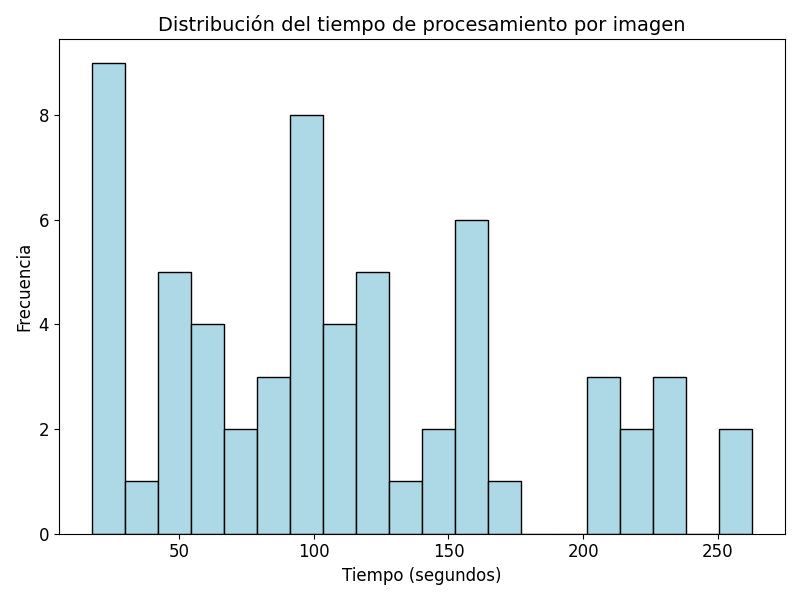 Distribución del tiempo de procesamiento por imagen
Frecuencia
8
6
4
2
0
50 100 150 200 250
Tiempo (segundos)